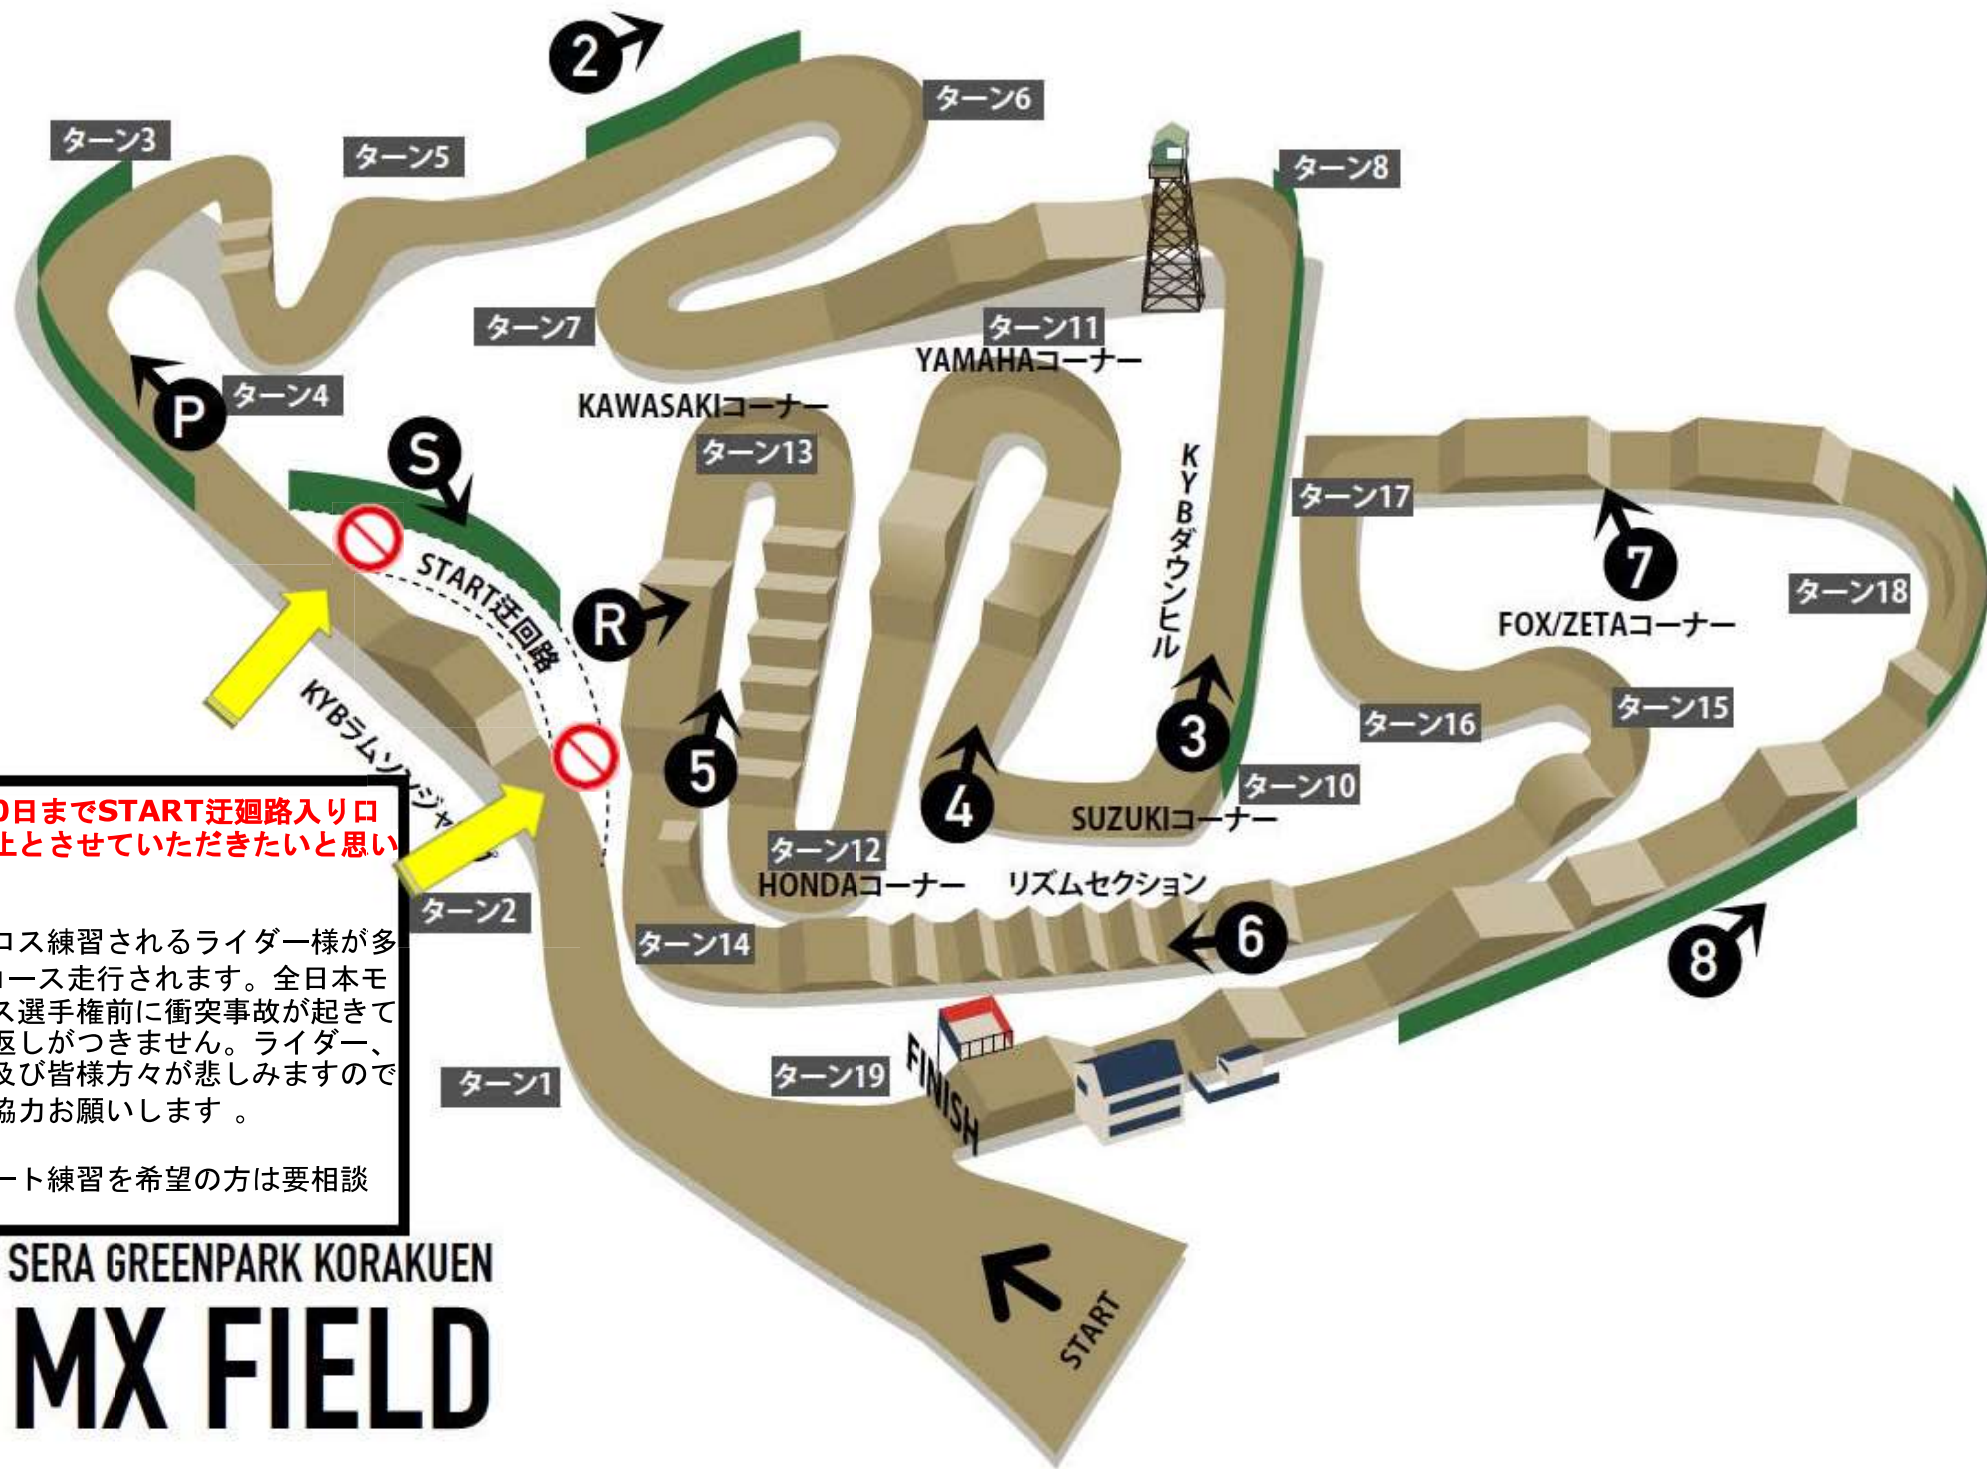 2
ターン6
ターン3
ターン5
ターン8
ターン7
ターン11
YAMAHAコーナー
P
ターン4
KAWASAKIコーナー
S
ターン13
KYBダウンヒル
ターン17
START迂回路
R
7
ターン18
FOX/ZETAコーナー
KYBラムソンジャ
ターン16
ターン15
5
3
4
ターン10
SUZUKIコーナー
0日までSTART迂廻路入り口
止とさせていただきたいと思い
ターン12
HONDAコーナー
リズムセクション
ターン2
ターン14
6
8
ロス練習されるライダー様が多
コース走行されます。全日本モ
ス選手権前に衝突事故が起きて
返しがつきません。ライダー、
及び皆様方々が悲しみますので
協力お願いします 。
ート練習を希望の方は要相談
ターン1
ターン19
FINISH
START
SERA GREENPARK KORAKUEN
MX FIELD